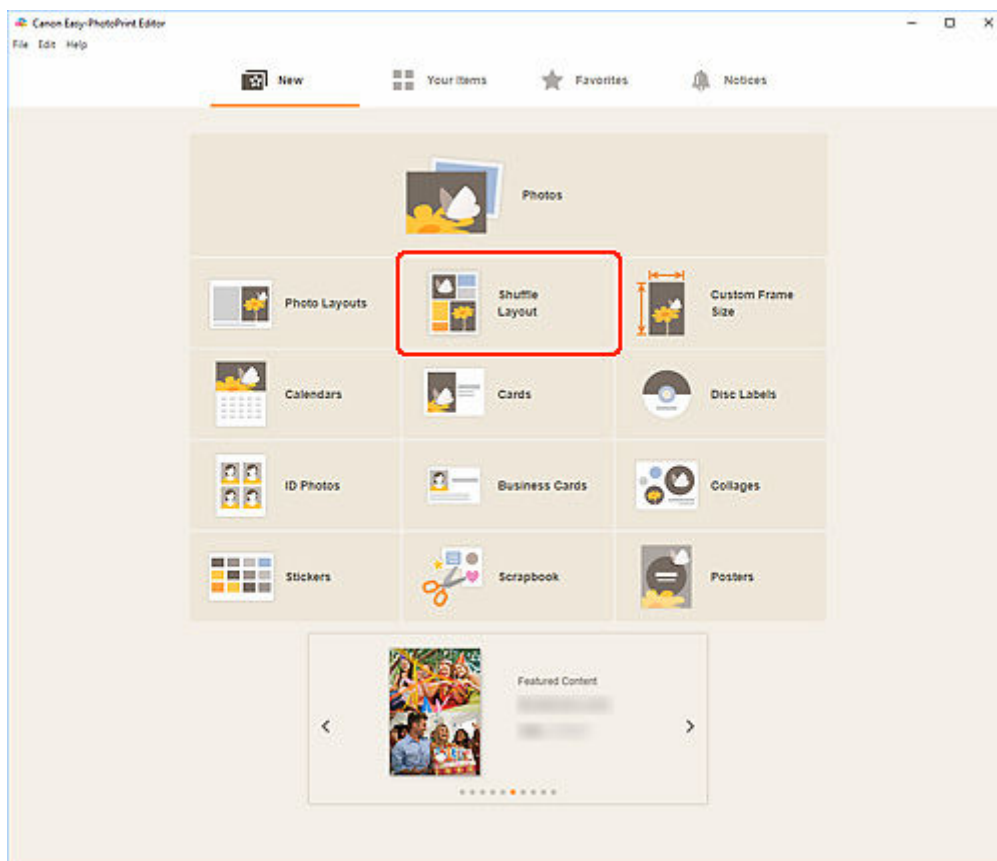 Canon Easy-PhotoPrint Editor
File Edit Help
New Your Items Favorites Notices
Photos
Photo Layouts
Shuffle
Layout
Custom Frame
Size
Calendars
Cards
Disc Labels
ID Photos
Business Cards
Collages
Stickers
Scrapbook
Posters
Featured Content